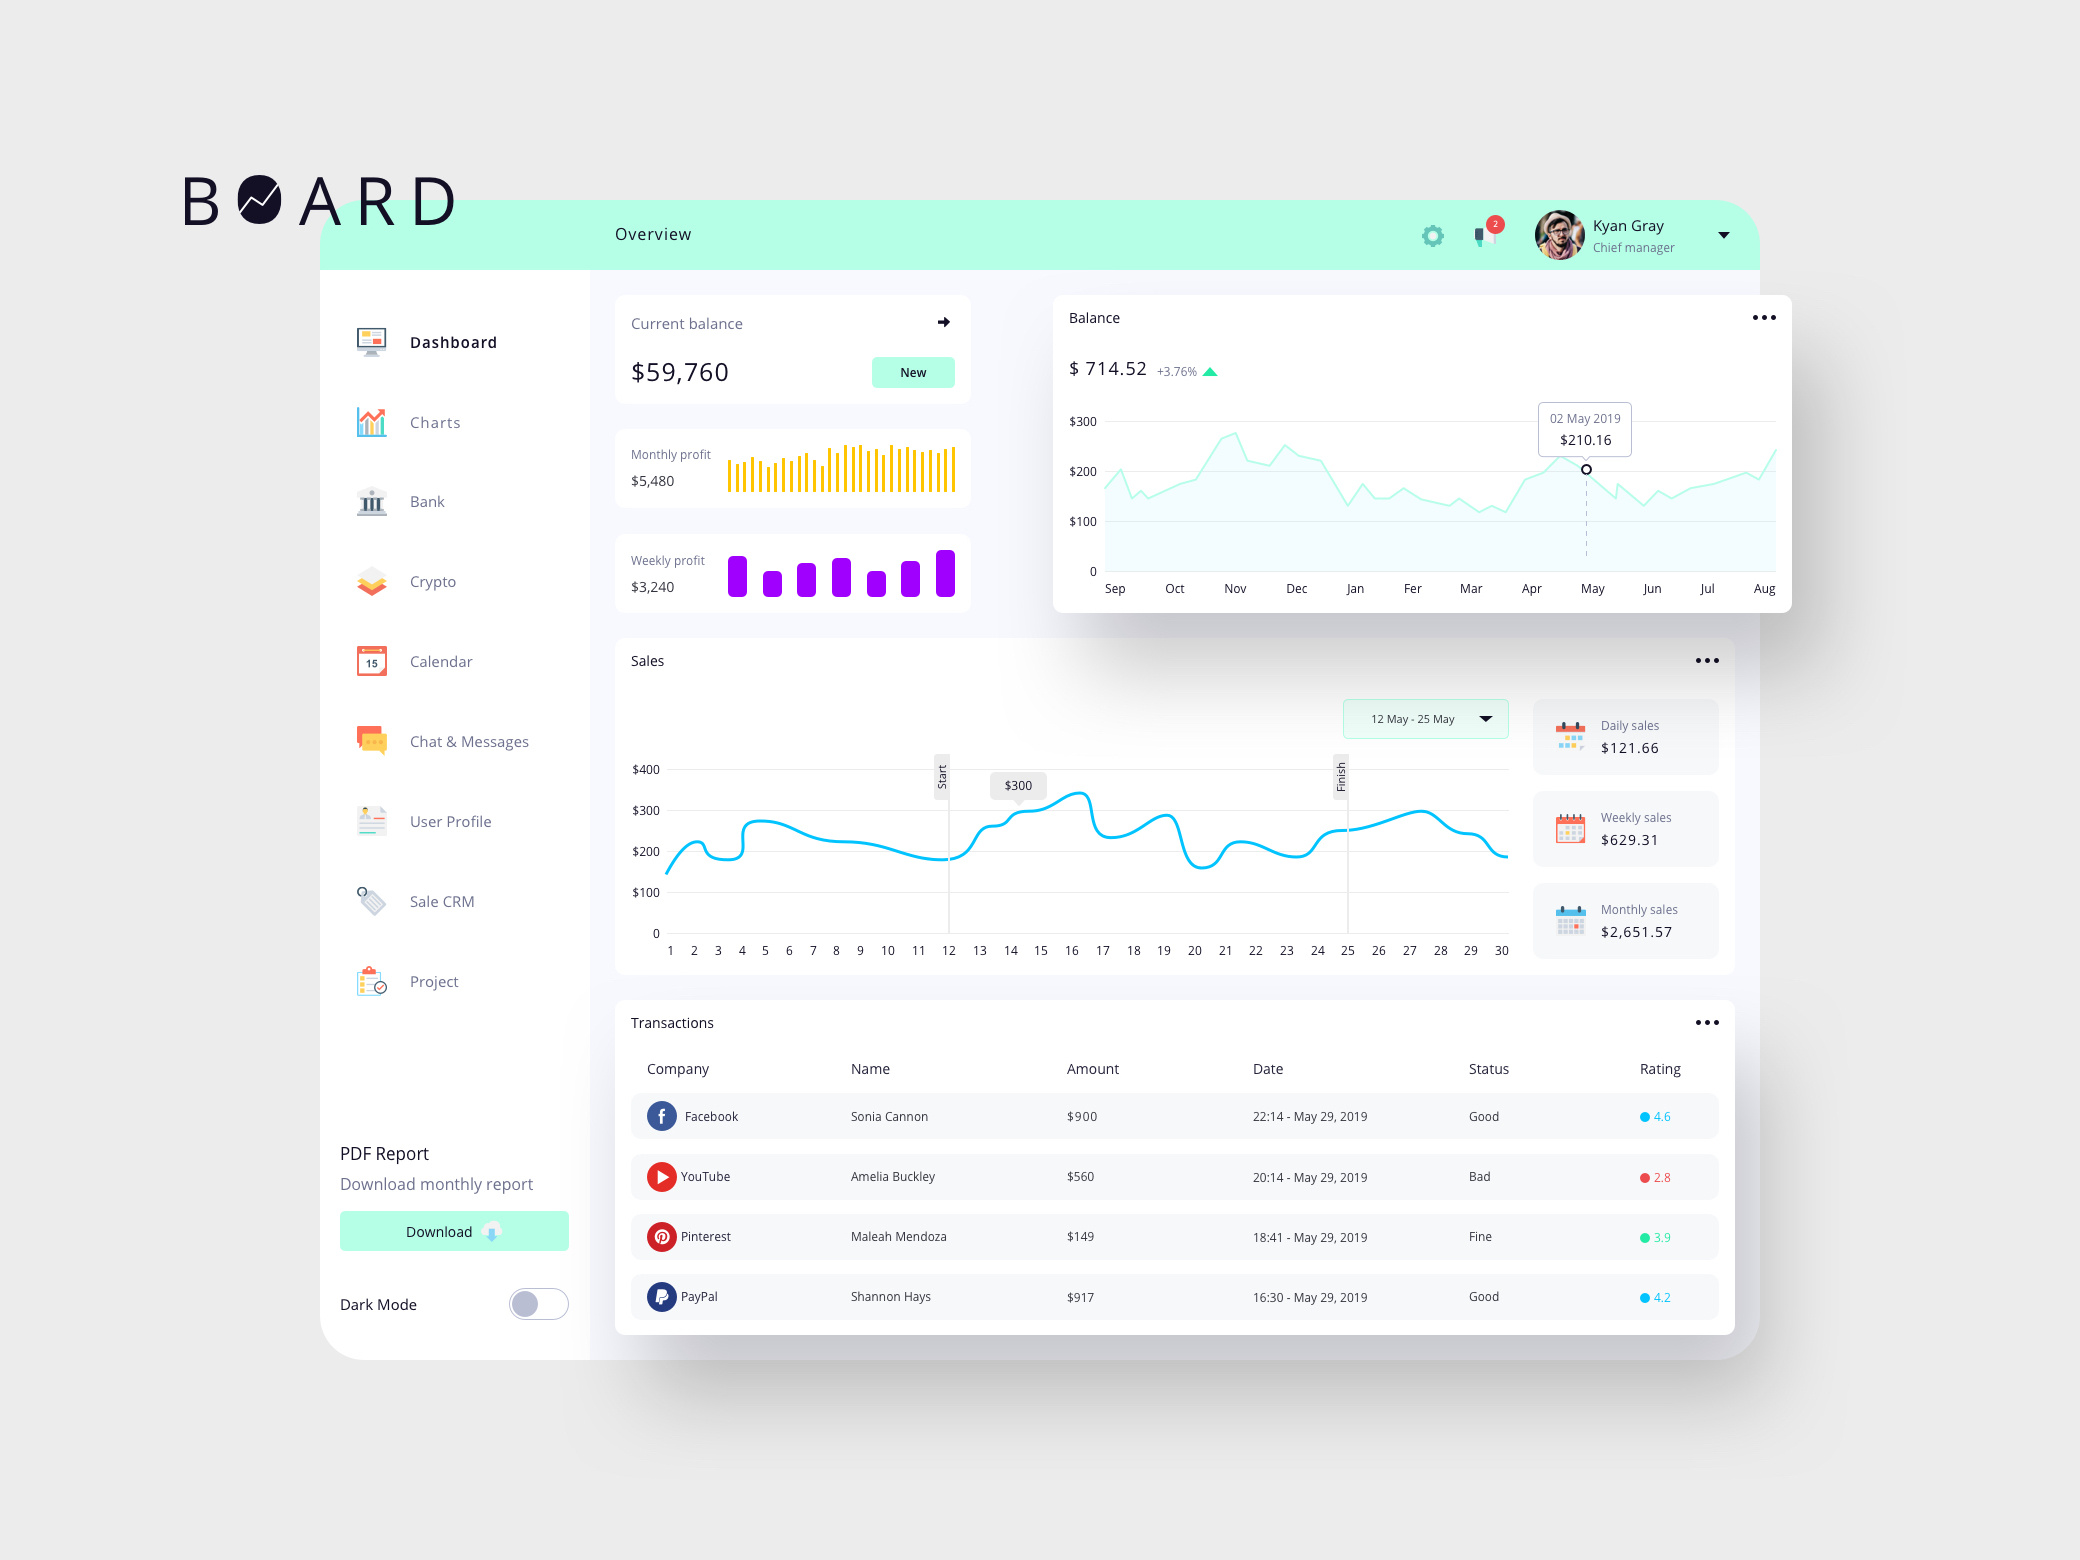 BOARD
Overview
2
Kyan Gray
Chief manager
Dashboard
Charts
Bank
Crypto
15
Calendar
Chat & Messages
User Profile
Sale CRM
Project
PDF Report
Download monthly report
Download
Dark Mode
Current balance
$59,760
New
Monthly profit
$5,480
Weekly profit
$3,240
Balance
$ 714.52 +3.76%
02 May 2019
$210.16
$300
$200
$100
0
Sep Oct Nov Dec Jan Fer Mar Apr May Jun Jul Aug
Sales
12 May - 25 May
Start
$300
Finish
$400
$300
$200
$100
0
1 2 3 4 5 6 7 8 9 10 11 12 13 14 15 16 17 18 19 20 21 22 23 24 25 26 27 28 29 30
Daily sales
$121.66
Weekly sales
$629.31
Monthly sales
$2,651.57
Transactions
Company Name Amount Date Status Rating
f Facebook Sonia Cannon $900 22:14 - May 29, 2019 Good 4.6
YouTube Amelia Buckley $560 20:14 - May 29, 2019 Bad 2.8
Pinterest Maleah Mendoza $149 18:41 - May 29, 2019 Fine 3.9
PayPal Shannon Hays $917 16:30 - May 29, 2019 Good 4.2